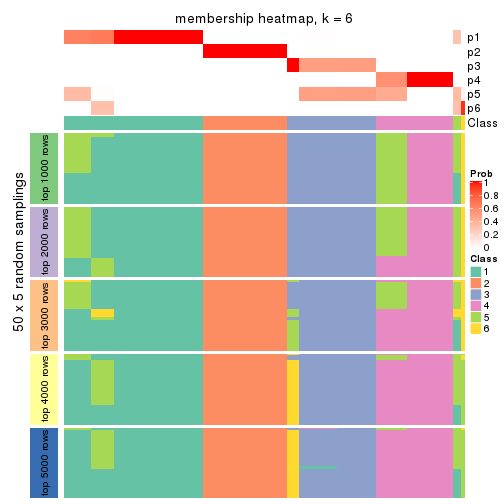 membership heatmap, k = 6
p1
p2
p3
p4
p5
p6
Class
50 x 5 random samplings
top 1000 rows
top 2000 rows
top 3000 rows
top 4000 rows
top 5000 rows
Prob
1
0.8
0.6
0.4
0.2
0
Class
1
2
3
4
5
6